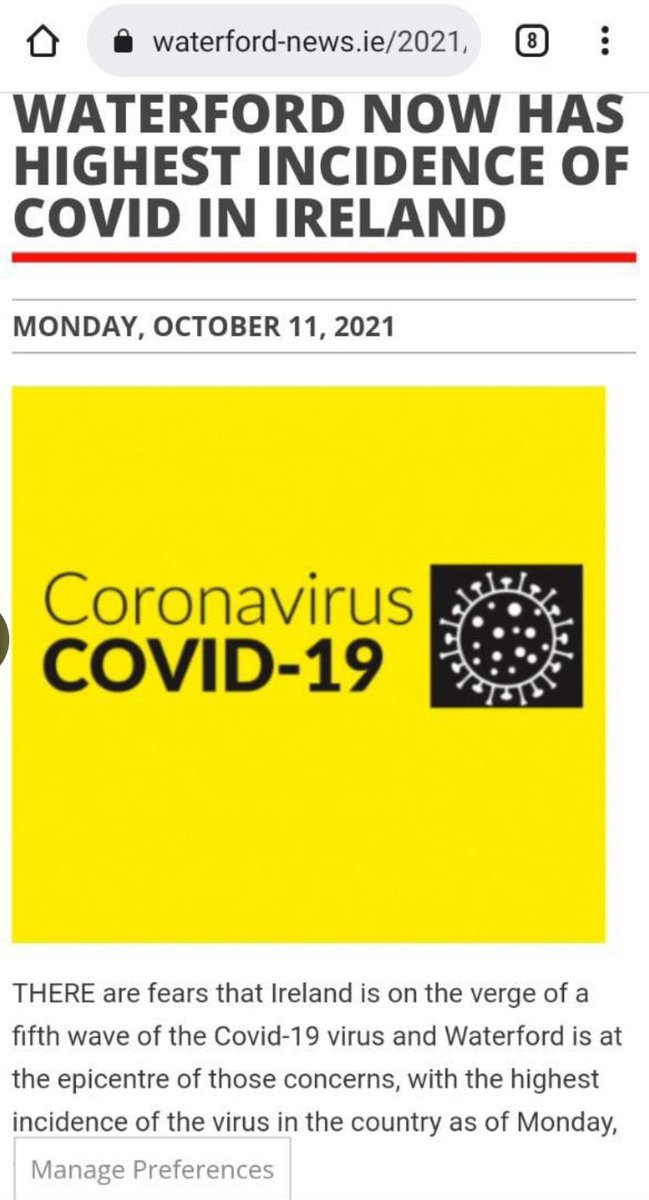 waterford-news.ie/2021,
8
WATERFORD NOW HAS
HIGHEST INCIDENCE OF
COVID IN IRELAND
MONDAY, OCTOBER 11, 2021
Coronavirus
COVID-19
THERE are fears that Ireland is on the verge of a
fifth wave of the Covid-19 virus and Waterford is at
the epicentre of those concerns, with the highest
incidence of the virus in the country as of Monday,
Manage Preferences